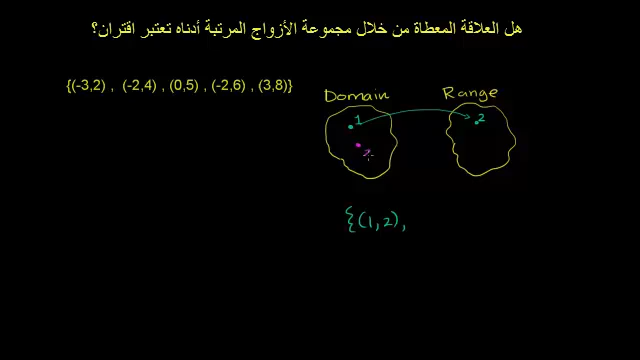 هل العلاقة المعطاة من خلال مجموعة الأزواج المرتبة أدناه تعتبر اقتران؟
{(-3,2) , (-2,4) , (0,5) , (-2,6) , (3,8)}
Domain Range
1 2
{(1,2),